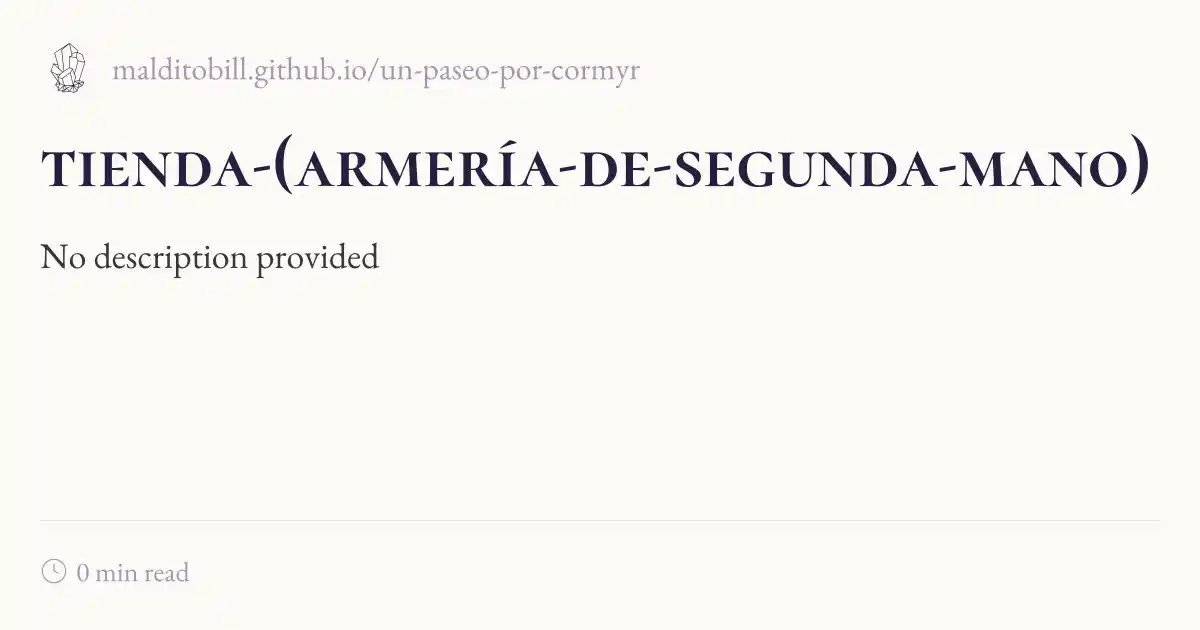 malditobill.github.io/un-paseo-por-cormyr
TIENDA-(ARMERÍA-DE-SEGUNDA-MANO)
No description provided
0 min read